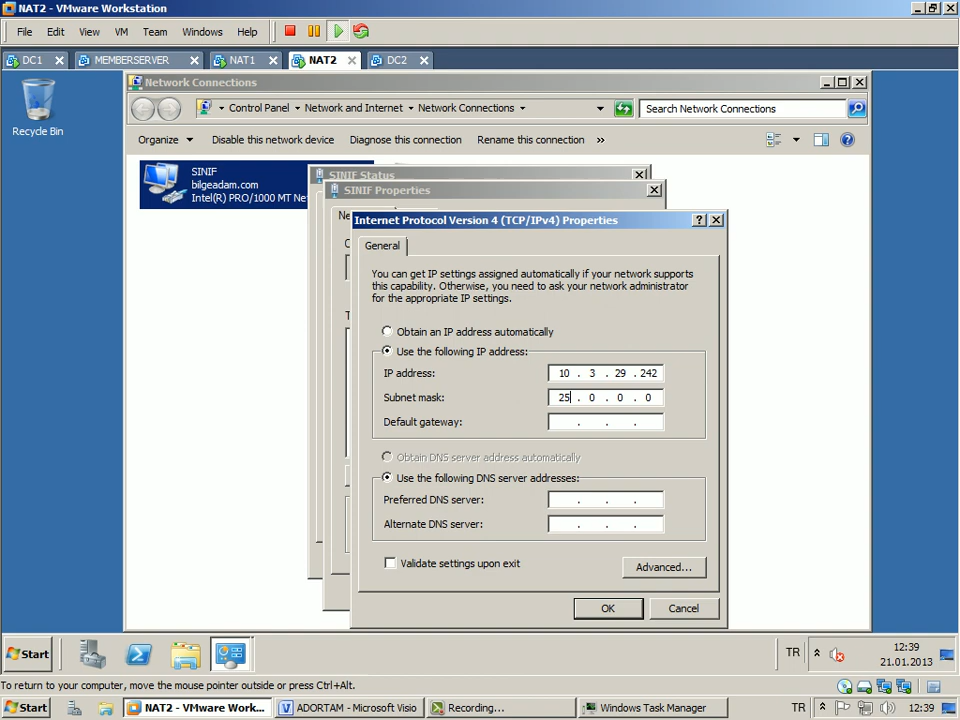 NAT2 - VMware Workstation
File Edit View VM Team Windows Help
DC1 MEMBERSERVER NAT1 NAT2 DC2
Recycle Bin
Network Connections
Control Panel Network and Internet Network Connections Search Network Connections
Organize Disable this network device Diagnose this connection Rename this connection »
SINIF
bilgeadam.com
Intel(R) PRO/1000 MT Ne
SINIF Status
SINIF Properties
Internet Protocol Version 4 (TCP/IPv4) Properties
General
You can get IP settings assigned automatically if your network supports
this capability. Otherwise, you need to ask your network administrator
for the appropriate IP settings.
Obtain an IP address automatically
Use the following IP address:
IP address: 10 . 3 . 29 . 242
Subnet mask: 25 . 0 . 0 . 0
Default gateway: . . .
Obtain DNS server address automatically
Use the following DNS server addresses:
Preferred DNS server: . . .
Alternate DNS server: . . .
Validate settings upon exit
Advanced...
OK Cancel
Start TR 12:39
21.01.2013
To return to your computer, move the mouse pointer outside or press Ctrl+Alt.
Start NAT2 - VMware Work... ADORTAM - Microsoft Visio Recording... Windows Task Manager TR 12:39